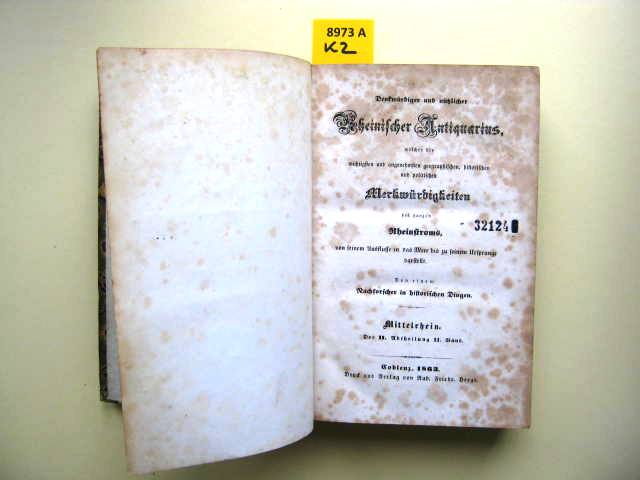 8973 A
K2
Denkwürdiger und nützlicher
Rheinischer Antiquarius,
welcher die
wichtigsten und angenehmsten geographischen, historischen
und politischen
Merkwürdigkeiten
des ganzen
Rheinstroms,
von seinem Ausflusse in das Meer bis zu seinem Ursprunge
darstellt.
32124
Von einem
Nachforscher in historischen Dingen.
Mittelrhein.
Der II. Abtheilung 11. Band.
Coblenz, 1862.
Druck und Verlag von Rud. Friedr. Hergt.